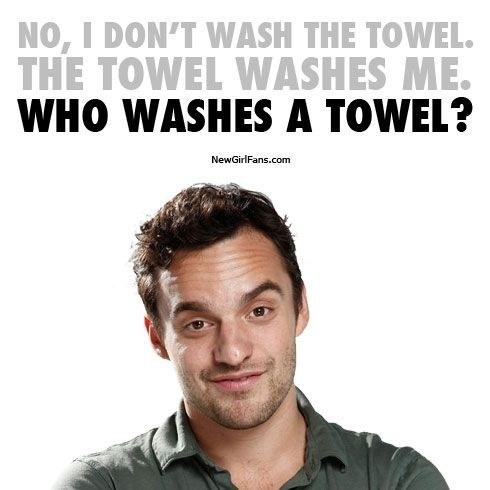 NO, I DON'T WASH THE TOWEL.
THE TOWEL WASHES ME.
WHO WASHES A TOWEL?
NewGirlFans.com